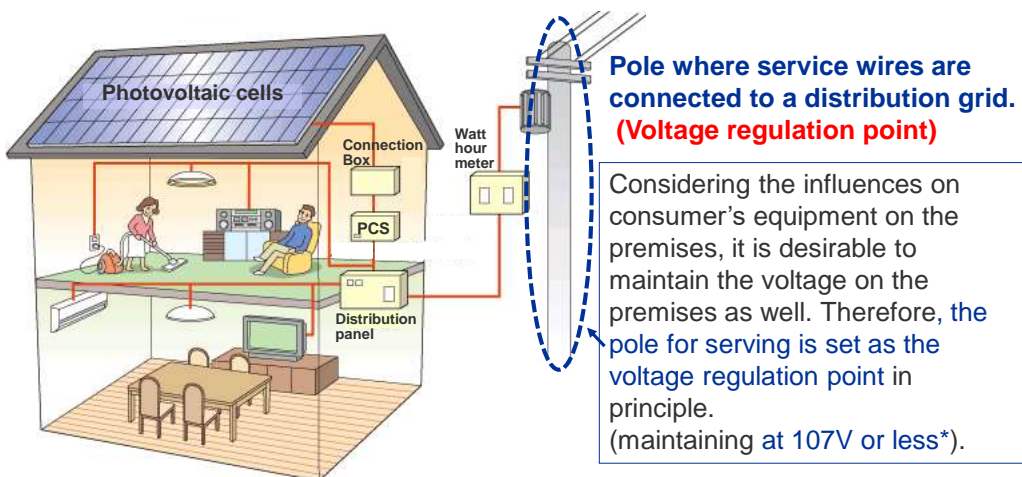 Photovoltaic cells
Connection
Box
PCS
Distribution
panel
Watt
hour
meter
Pole where service wires are
connected to a distribution grid.
(Voltage regulation point)
Considering the influences on
consumer’s equipment on the
premises, it is desirable to
maintain the voltage on the
premises as well. Therefore, the
pole for serving is set as the
voltage regulation point in
principle.
(maintaining at 107V or less*).